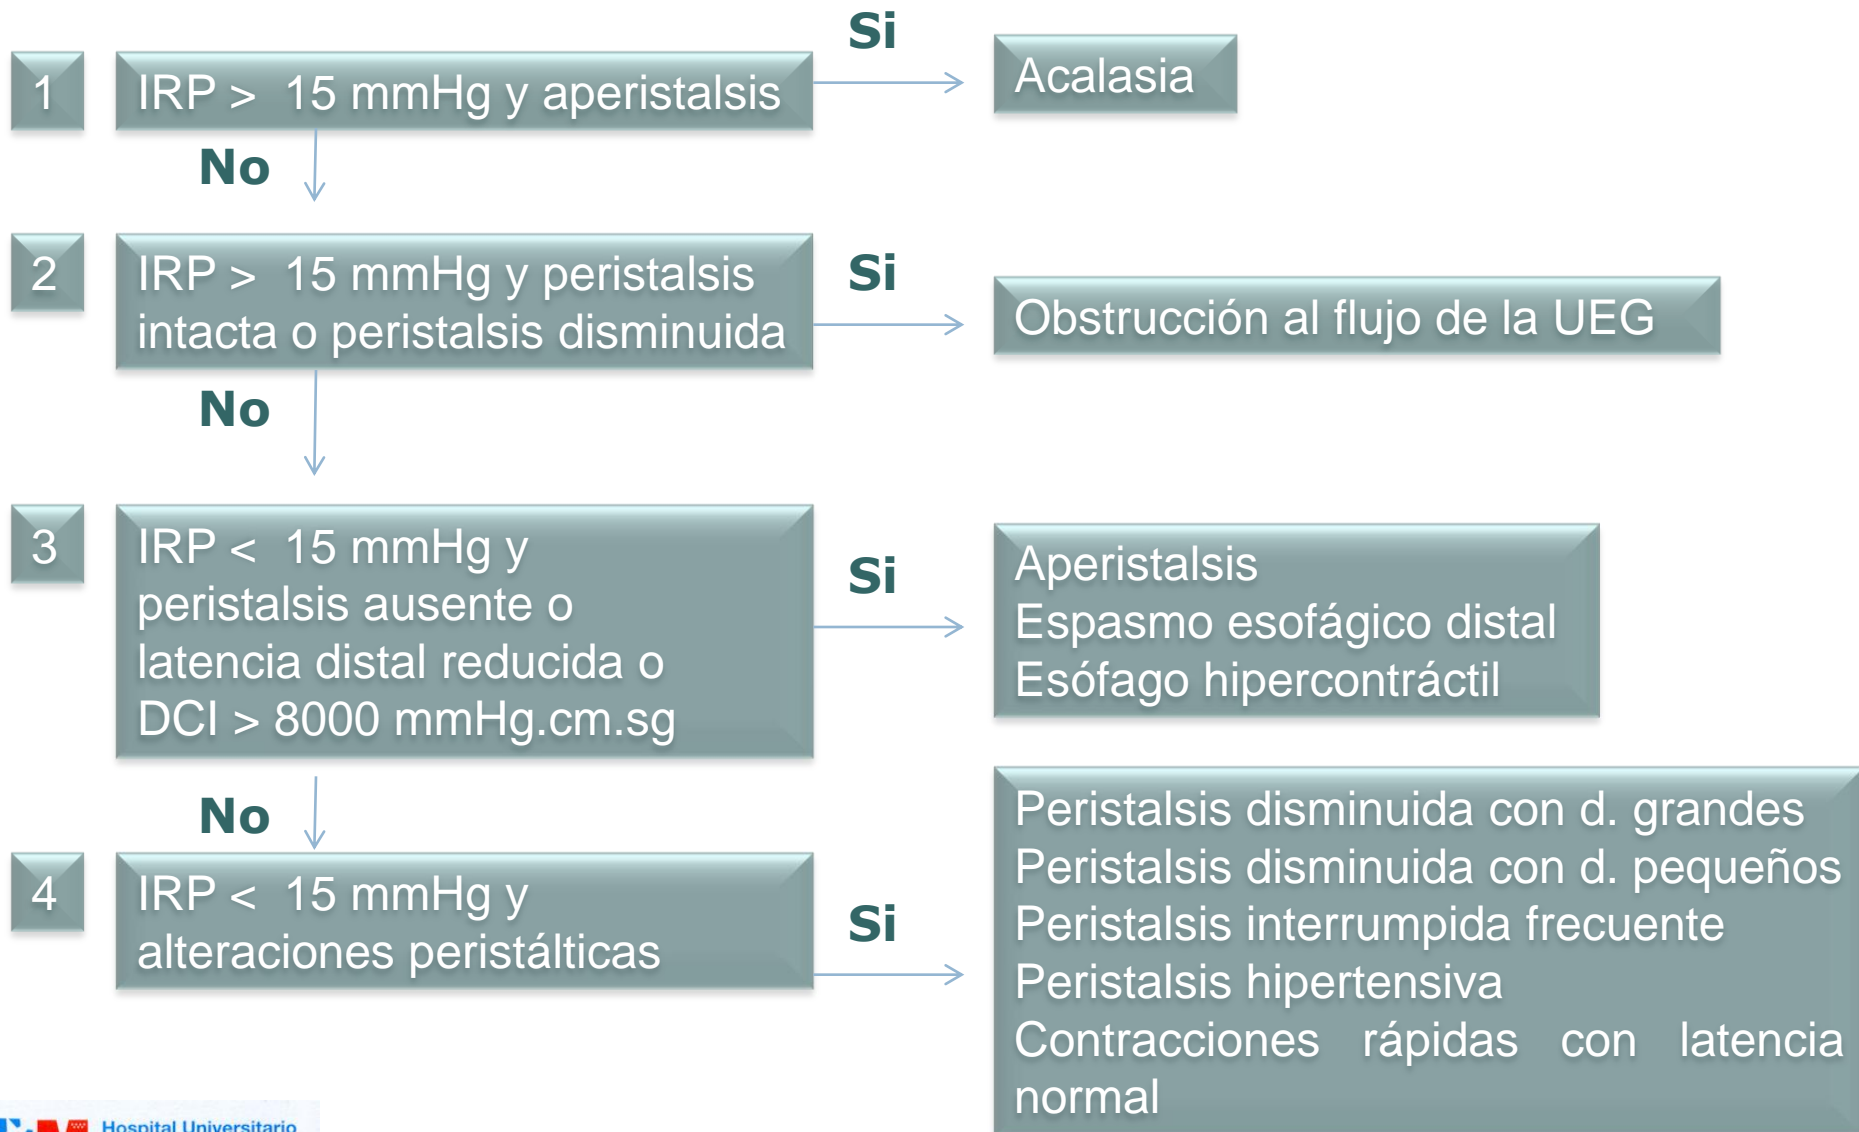 Si
1
IRP > 15 mmHg y aperistalsis
Acalasia
No
2
IRP > 15 mmHg y peristalsis
intacta o peristalsis disminuida
Si
Obstrucción al flujo de la UEG
No
3
IRP < 15 mmHg y
peristalsis ausente o
latencia distal reducida o
DCI > 8000 mmHg.cm.sg
Si
Aperistalsis
Espasmo esofágico distal
Esófago hipercontráctil
No
4
IRP < 15 mmHg y
alteraciones peristálticas
Si
Peristalsis disminuida con d. grandes
Peristalsis disminuida con d. pequeños
Peristalsis interrumpida frecuente
Peristalsis hipertensiva
Contracciones rápidas con latencia
normal
Hospital Universitario